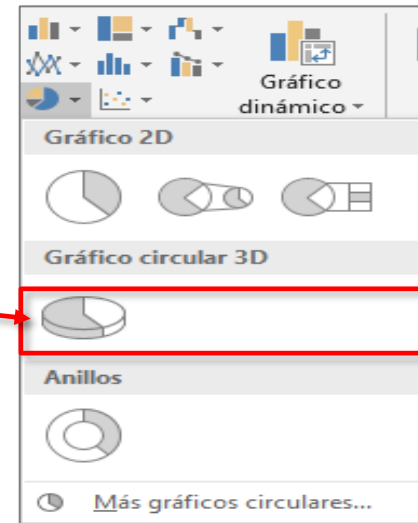 Gráfico
dinámico
Gráfico 2D
Gráfico circular 3D
Anillos
Más gráficos circulares...